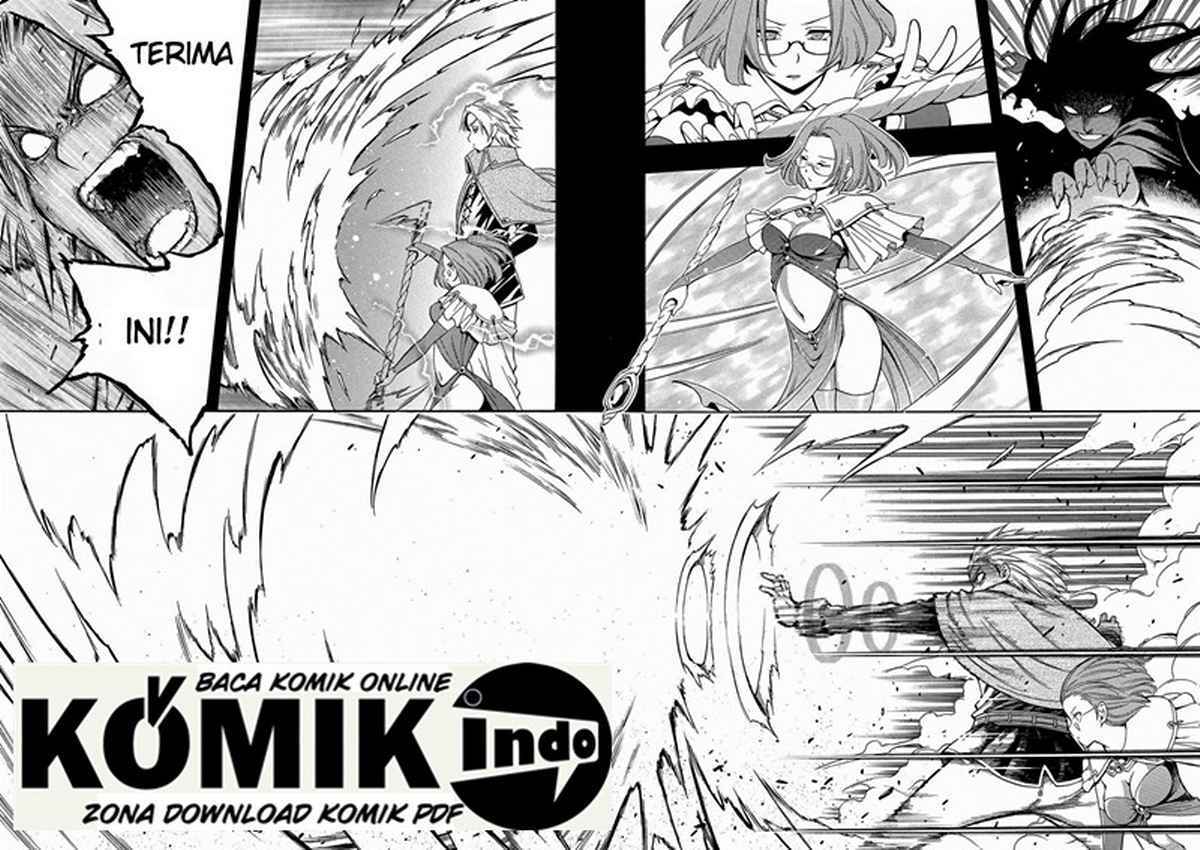 TERIMA
INI!!
BACA KOMIK ONLINE
KOMIK
indo
ZONA DOWNLOAD KOMIK PDF